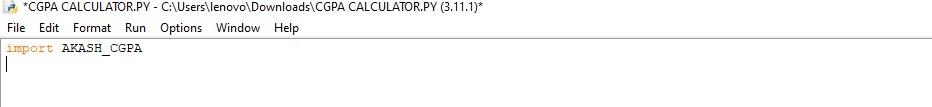 *CGPA CALCULATOR.PY - C:\Users\lenovo\Downloads\CGPA CALCULATOR.PY (3.11.1)*
File Edit Format Run Options Window Help
import AKASH_CGPA